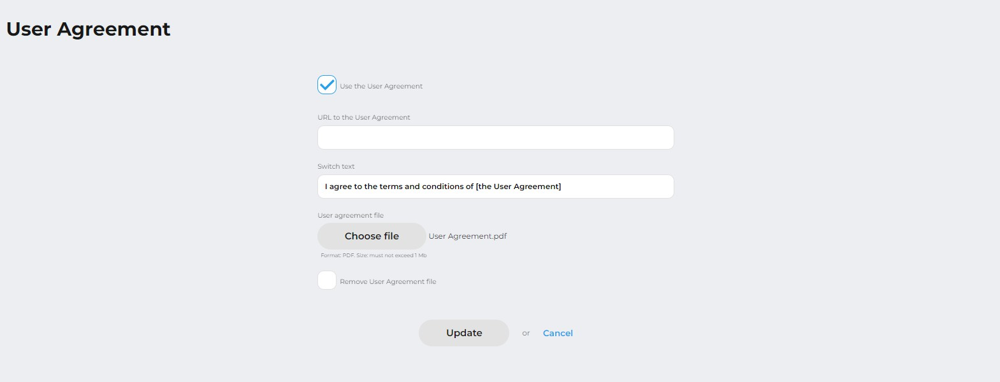 User Agreement
Use the User Agreement
URL to the User Agreement
Switch text
I agree to the terms and conditions of [the User Agreement]
User agreement file
Choose file User Agreement.pdf
Format: PDF. Size: must not exceed 1 Mb
Remove User Agreement file
Update or Cancel